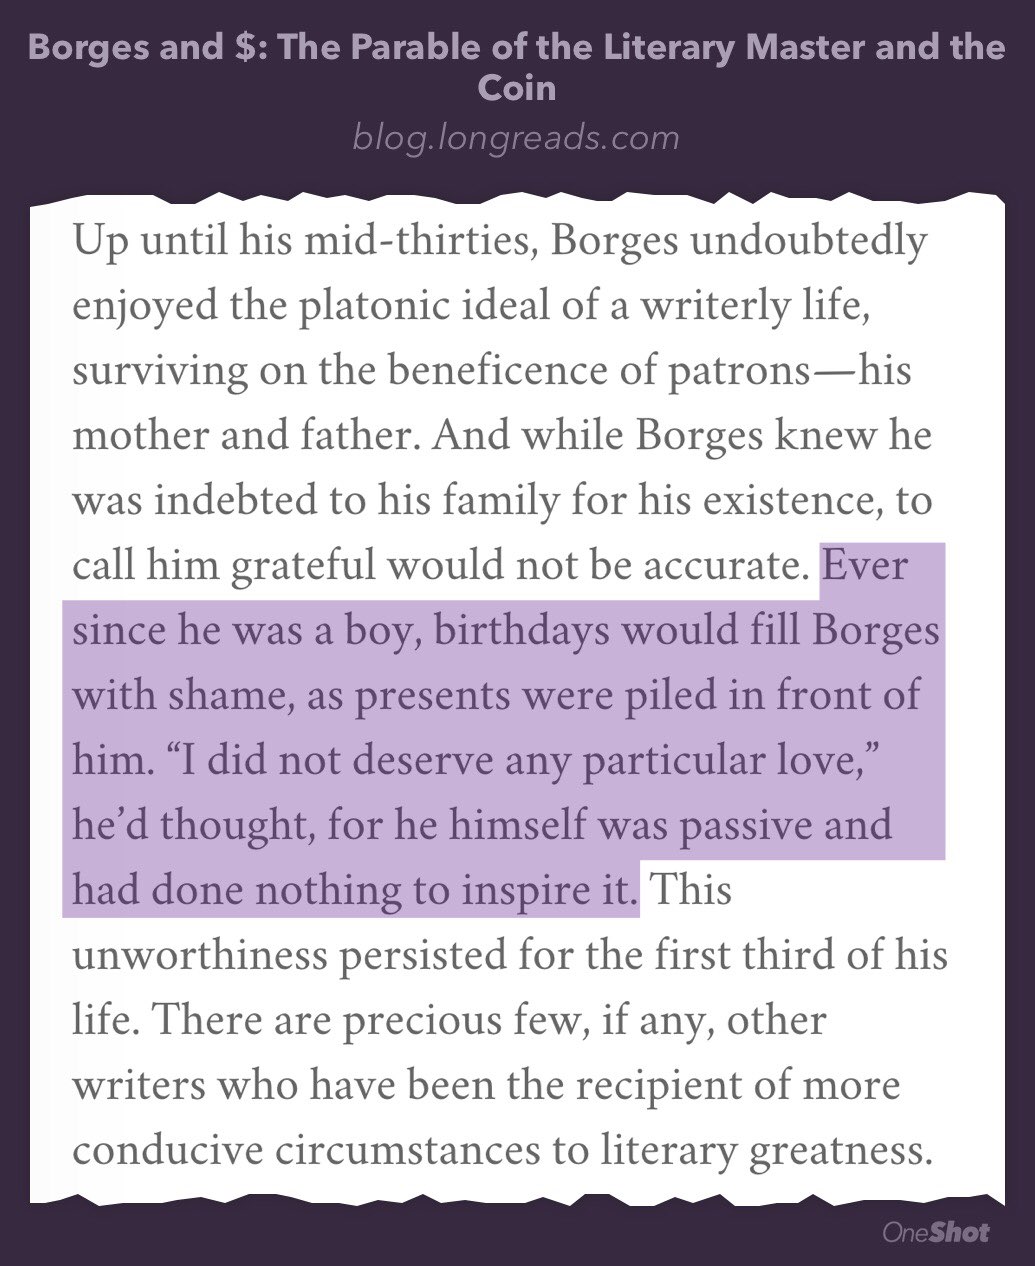 Borges and $: The Parable of the Literary Master and the
Coin
blog.longreads.com
Up until his mid-thirties, Borges undoubtedly
enjoyed the platonic ideal of a writerly life,
surviving on the beneficence of patrons—his
mother and father. And while Borges knew he
was indebted to his family for his existence, to
call him grateful would not be accurate. Ever
since he was a boy, birthdays would fill Borges
with shame, as presents were piled in front of
him. “I did not deserve any particular love,”
he’d thought, for he himself was passive and
had done nothing to inspire it. This
unworthiness persisted for the first third of his
life. There are precious few, if any, other
writers who have been the recipient of more
conducive circumstances to literary greatness.
OneShot